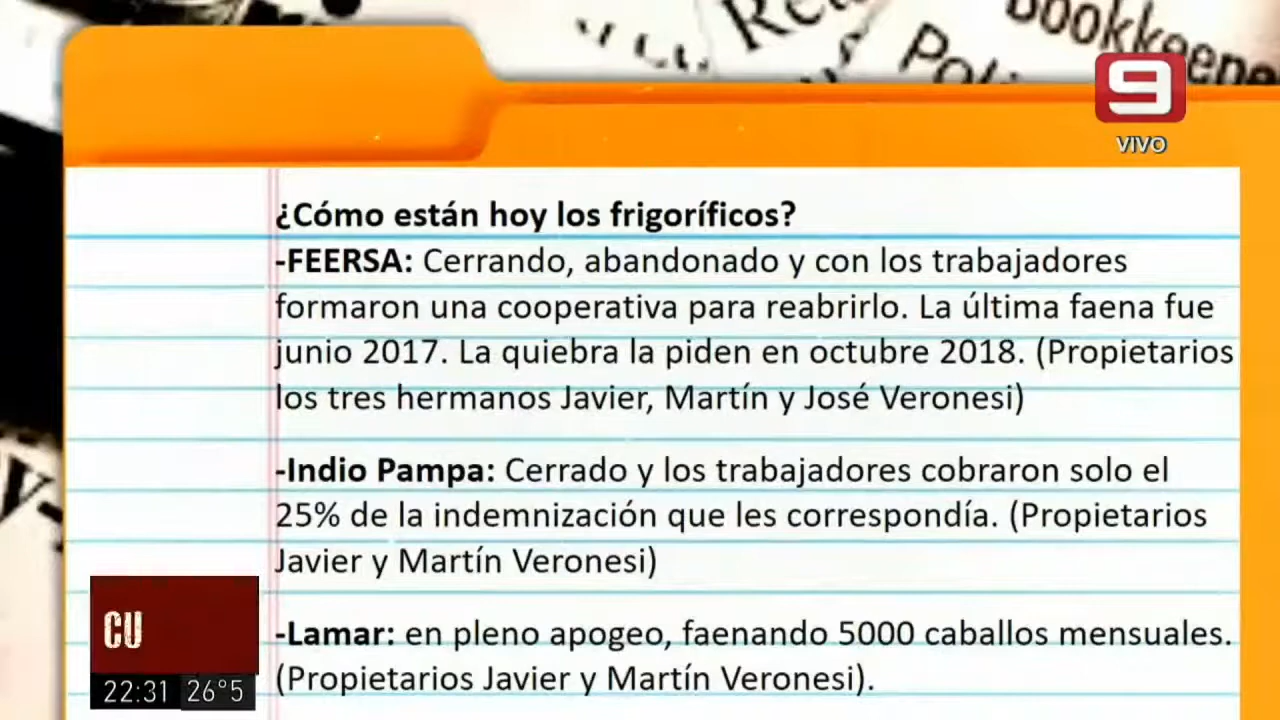 bookkeepe
Poli
9
VIVO
¿Cómo están hoy los frigoríficos?
-FEERSA: Cerrando, abandonado y con los trabajadores
formaron una cooperativa para reabrirlo. La última faena fue
junio 2017. La quiebra la piden en octubre 2018. (Propietarios
los tres hermanos Javier, Martín y José Veronesi)
-Indio Pampa: Cerrado y los trabajadores cobraron solo el
25% de la indemnización que les correspondía. (Propietarios
Javier y Martín Veronesi)
-Lamar: en pleno apogeo, faenando 5000 caballos mensuales.
(Propietarios Javier y Martín Veronesi).
CU
22:31 26°5